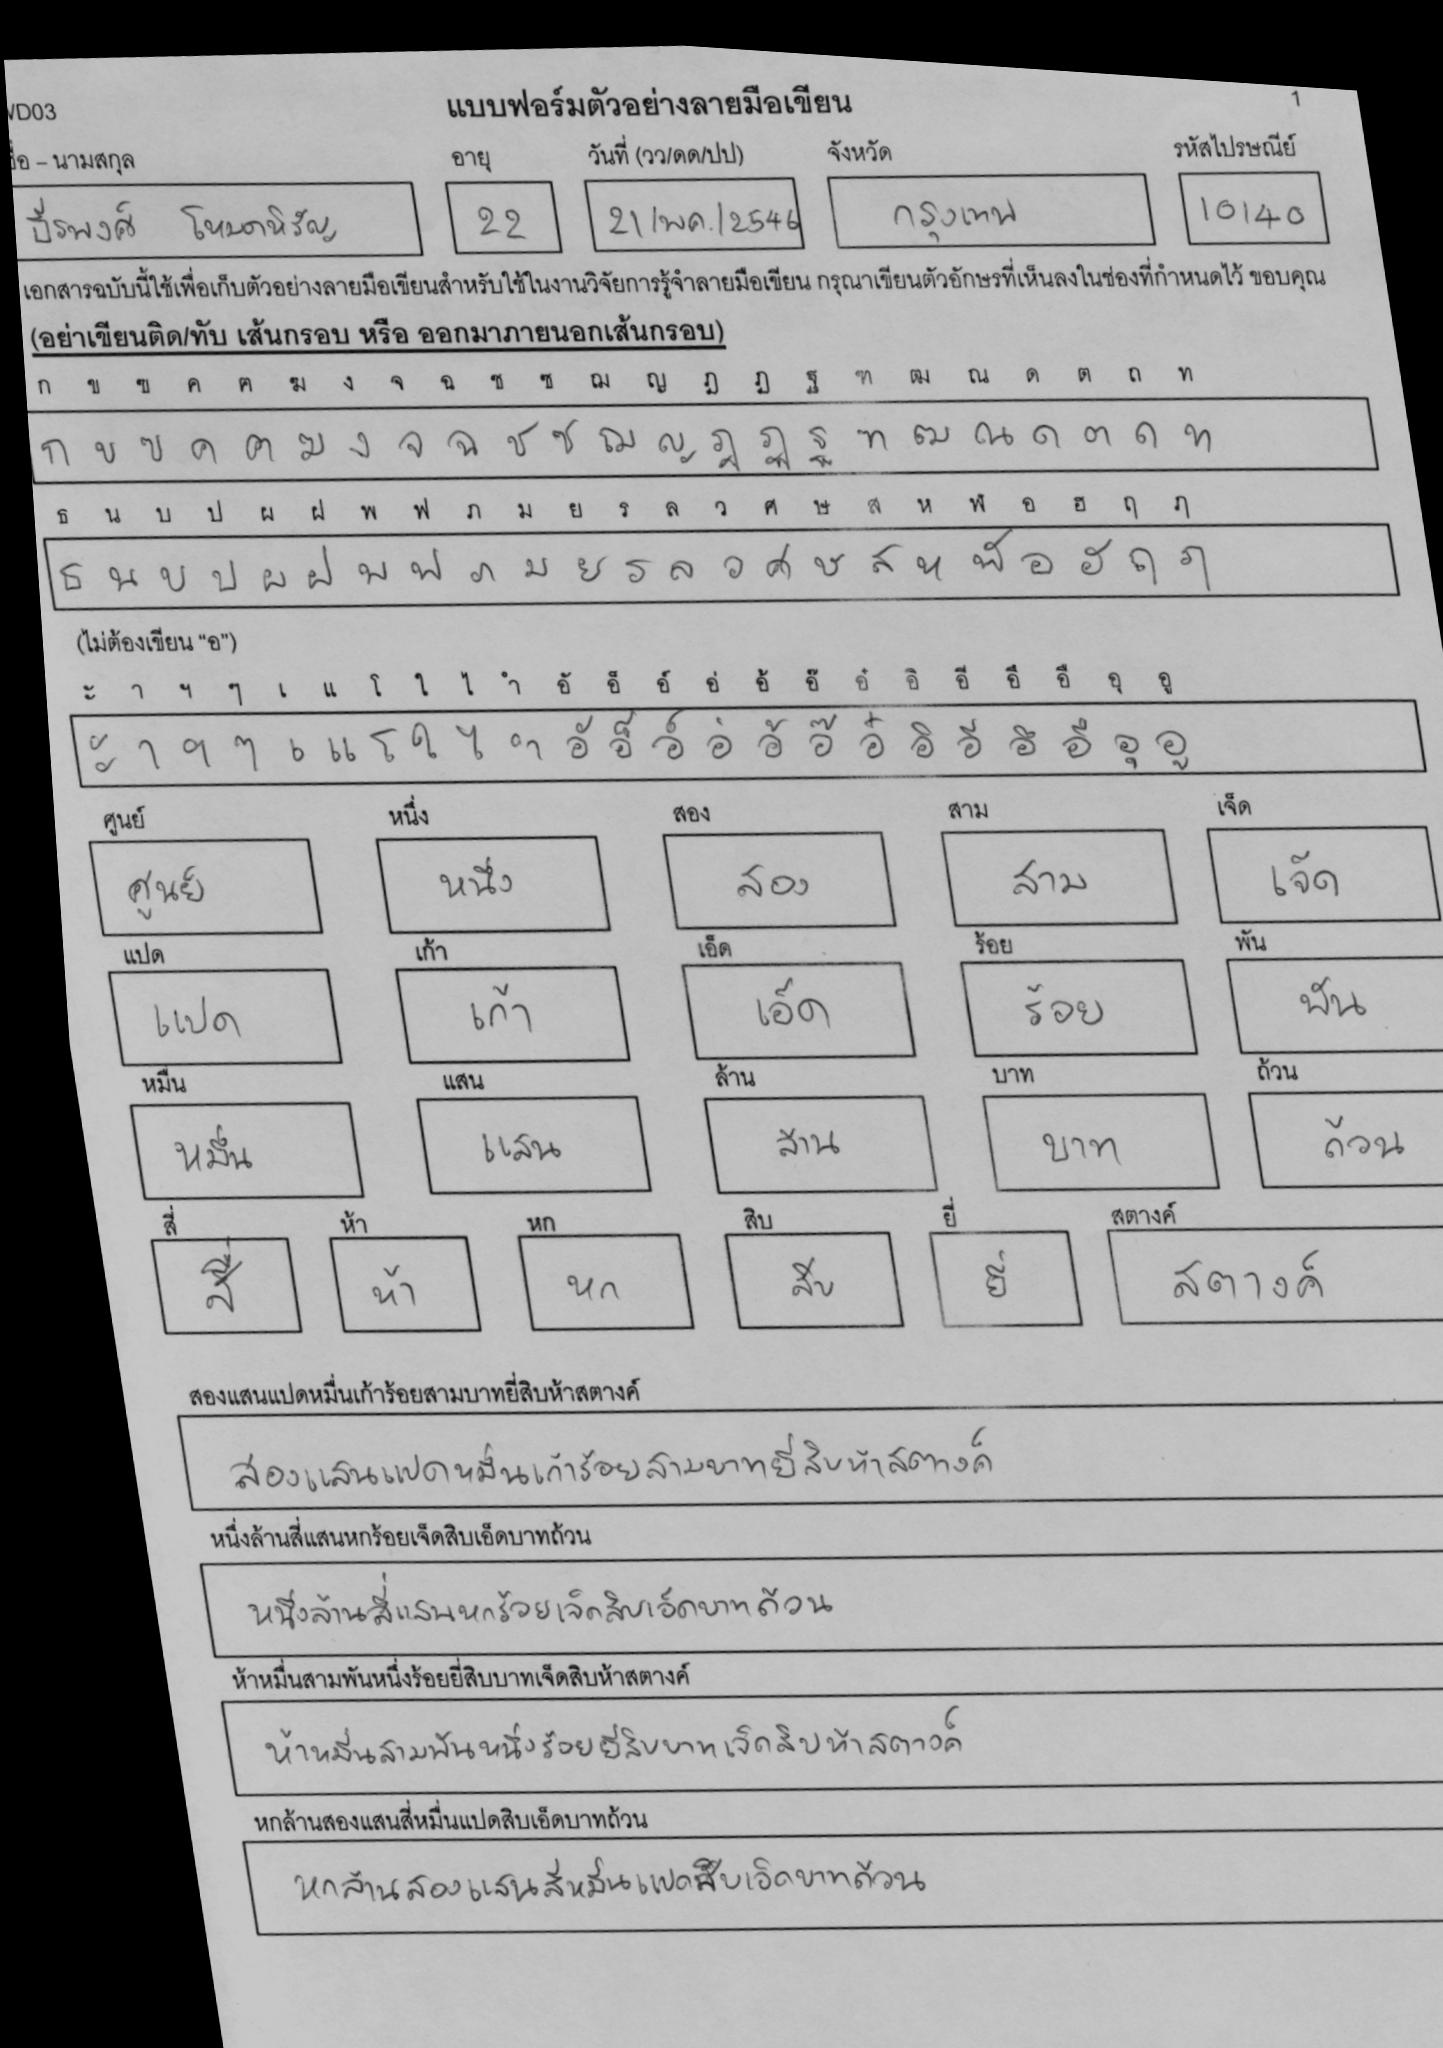 VD03 แบบฟอร์มตัวอย่างลายมือเขียน 1
ชื่อ – นามสกุล อายุ วันที่ (วว/ดด/ปป) จังหวัด รหัสไปรษณีย์
22 21/พค./2546 กรุงเทพ 10140
เอกสารฉบับนี้ใช้เพื่อเก็บตัวอย่างลายมือเขียนสำหรับใช้ในงานวิจัยการรู้จำลายมือเขียน กรุณาเขียนตัวอักษรที่เห็นลงในช่องที่กำหนดไว้ ขอบคุณ
(อย่าเขียนติด/ทับ เส้นกรอบ หรือ ออกมาภายนอกเส้นกรอบ)
ก ข ฃ ค ฅ ฆ ง จ ฉ ช ซ ฌ ญ ฎ ฏ ฐ ฑ ฒ ณ ด ต ถ ท
ก ข ฃ ค ฅ ฆ ง จ ฉ ช ซ ฌ ญ ฎ ฏ ฐ ฑ ฒ ณ ด ต ถ ท
ธ น บ ป ผ ฝ พ ฟ ภ ม ย ร ล ว ศ ษ ส ห ฬ อ ฮ ฤ ฦ
ธ น บ ป ผ ฝ พ ฟ ภ ม ย ร ล ว ศ ษ ส ห ฬ อ ฮ ฤ ฦ
(ไม่ต้องเขียน “อ”)
ะ า ฯ ๆ เ แ โ ใ ไ ำ อั อ็ อ์ อ่ อ้ อ๊ อ๋ อิ อี อึ อื อุ อู
ะ า ฯ ๆ เ แ โ ใ ไ ำ อั อ็ อ์ อ่ อ้ อ๊ อ๋ อิ อี อึ อื อุ อู
ศูนย์ หนึ่ง สอง สาม เจ็ด
ศูนย์ หนึ่ง สอง สาม เจ็ด
แปด เก้า เอ็ด ร้อย พัน
แปด เก้า เอ็ด ร้อย พัน
หมื่น แสน ล้าน บาท ถ้วน
หมื่น แสน ล้าน บาท ถ้วน
สี่ ห้า หก สิบ ยี่ สตางค์
สี่ ห้า หก สิบ ยี่ สตางค์
สองแสนแปดหมื่นเก้าร้อยสามบาทยี่สิบห้าสตางค์
สองแสนแปดหมื่นเก้าร้อยสามบาทยี่สิบห้าสตางค์
หนึ่งล้านสี่แสนหกร้อยเจ็ดสิบเอ็ดบาทถ้วน
หนึ่งล้านสี่แสนหกร้อยเจ็ดสิบเอ็ดบาทถ้วน
ห้าหมื่นสามพันหนึ่งร้อยยี่สิบบาทเจ็ดสิบห้าสตางค์
ห้าหมื่นสามพันหนึ่งร้อยยี่สิบบาทเจ็ดสิบห้าสตางค์
หกล้านสองแสนสี่หมื่นแปดสิบเอ็ดบาทถ้วน
หกล้านสองแสนสี่หมื่นแปดสิบเอ็ดบาทถ้วน